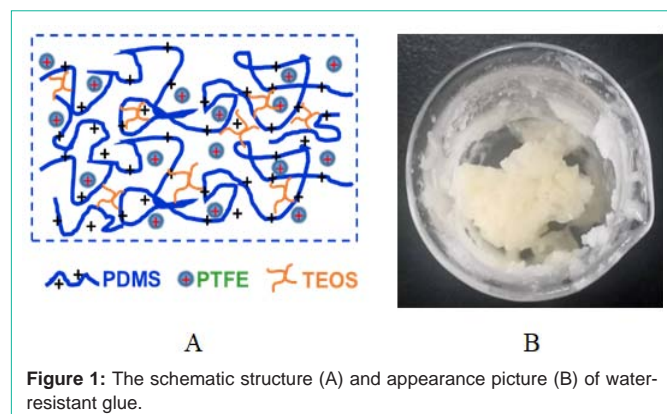 PDMS PTFE TEOS
A B
Figure 1: The schematic structure (A) and appearance picture (B) of water-
resistant glue.